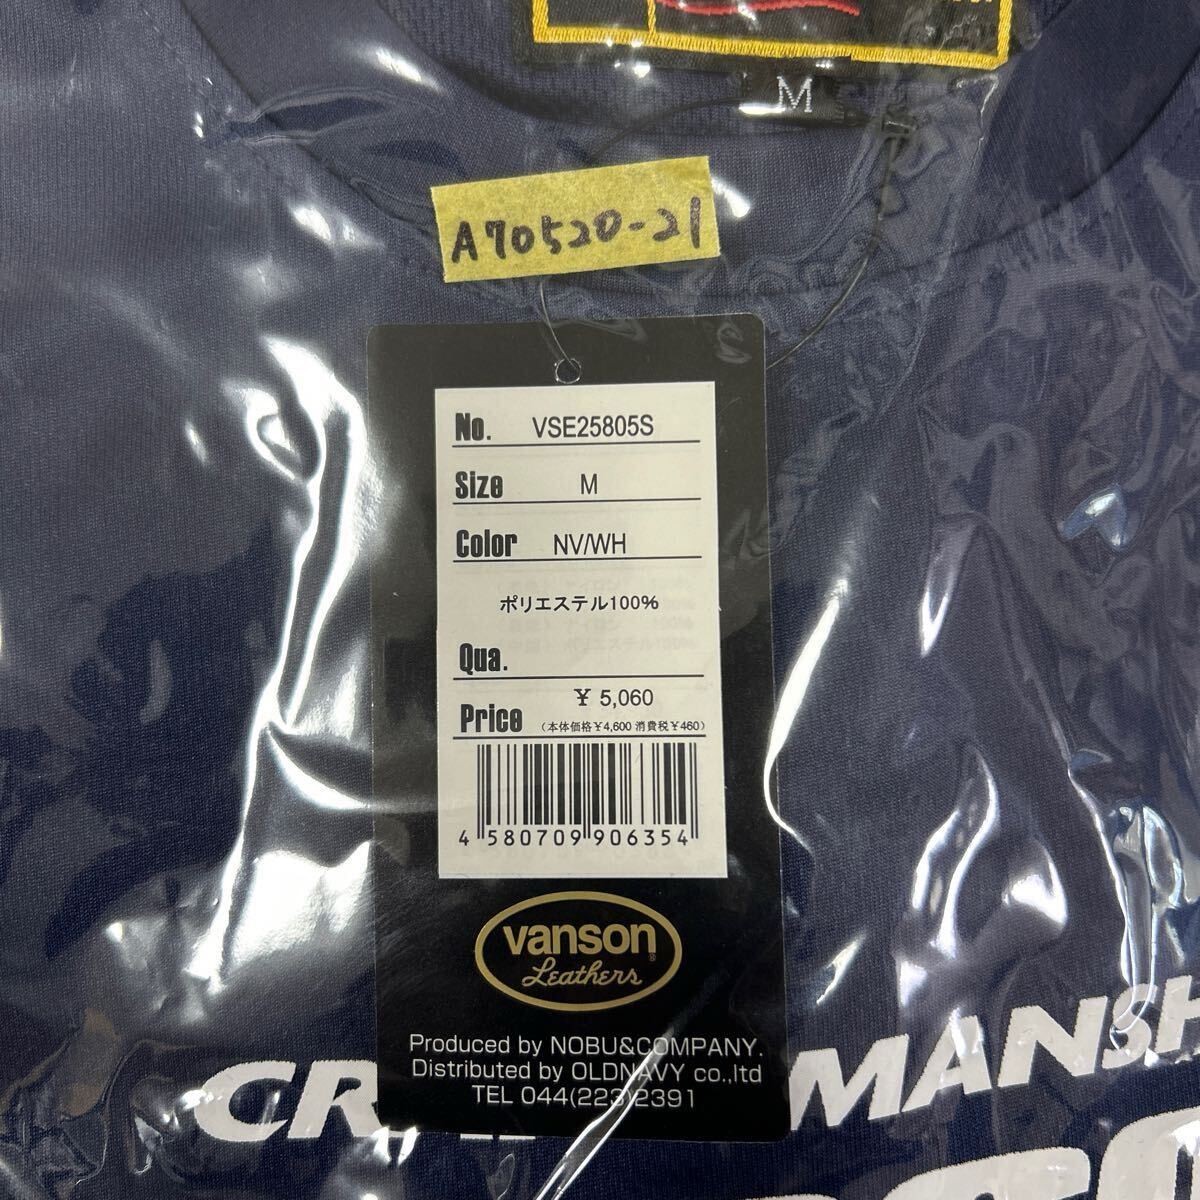 M
A70520-21
No. VSE25805S
Size M
Color NV/WH
ポリエステル100%
Qua.
Price ￥ 5,060
(本体価格￥4,600 消費税￥460)
4 580709 906354
vanson
Leathers
Produced by NOBU&COMPANY.
Distributed by OLDNAVY co.,ltd
TEL 044(223)2391